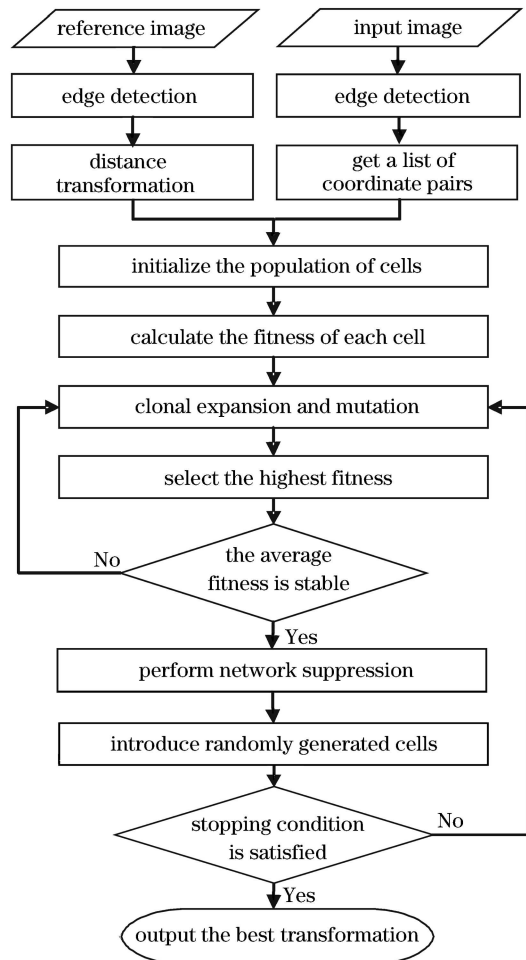 reference image
input image
edge detection
edge detection
distance
transformation
get a list of
coordinate pairs
initialize the population of cells
calculate the fitness of each cell
clonal expansion and mutation
select the highest fitness
No
the average
fitness is stable
Yes
perform network suppression
introduce randomly generated cells
stopping condition
is satisfied
No
Yes
output the best transformation